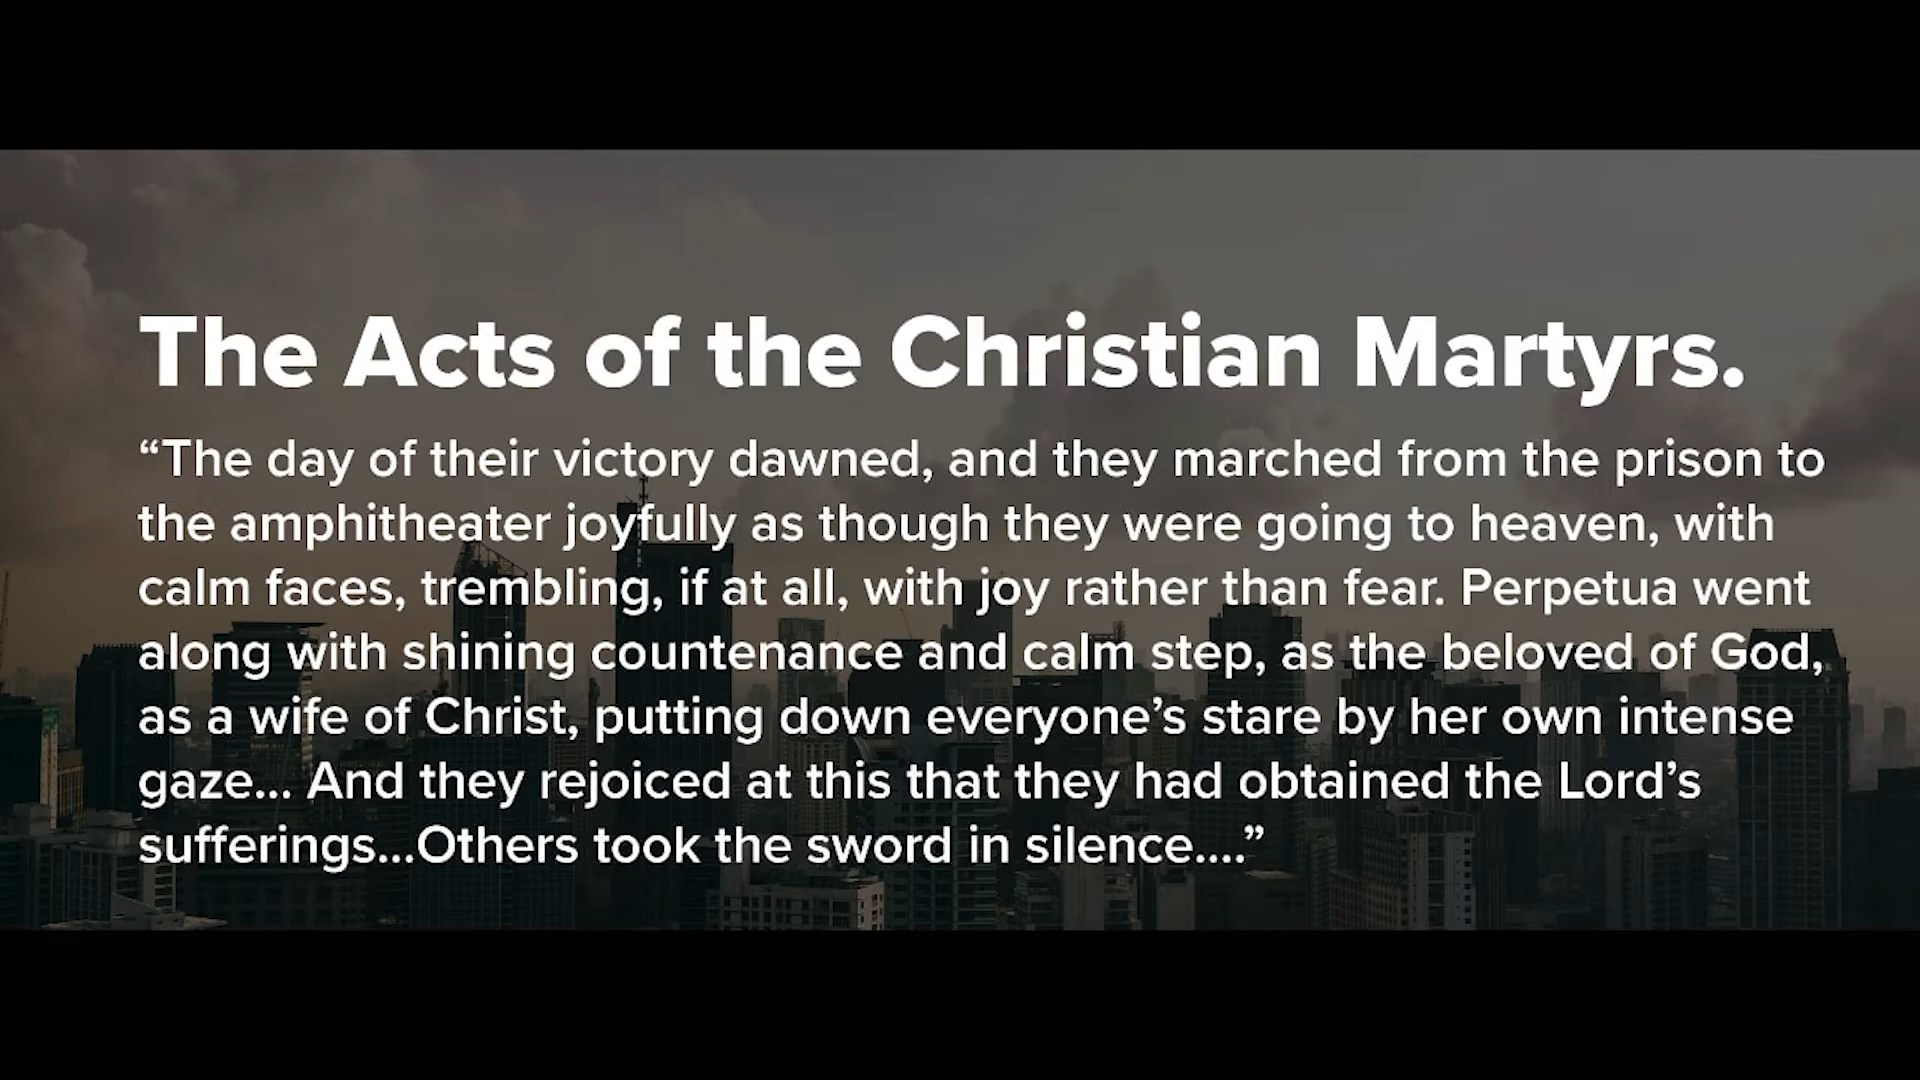 The Acts of the Christian Martyrs.
“The day of their victory dawned, and they marched from the prison to
the amphitheater joyfully as though they were going to heaven, with
calm faces, trembling, if at all, with joy rather than fear. Perpetua went
along with shining countenance and calm step, as the beloved of God,
as a wife of Christ, putting down everyone’s stare by her own intense
gaze... And they rejoiced at this that they had obtained the Lord’s
sufferings...Others took the sword in silence....”